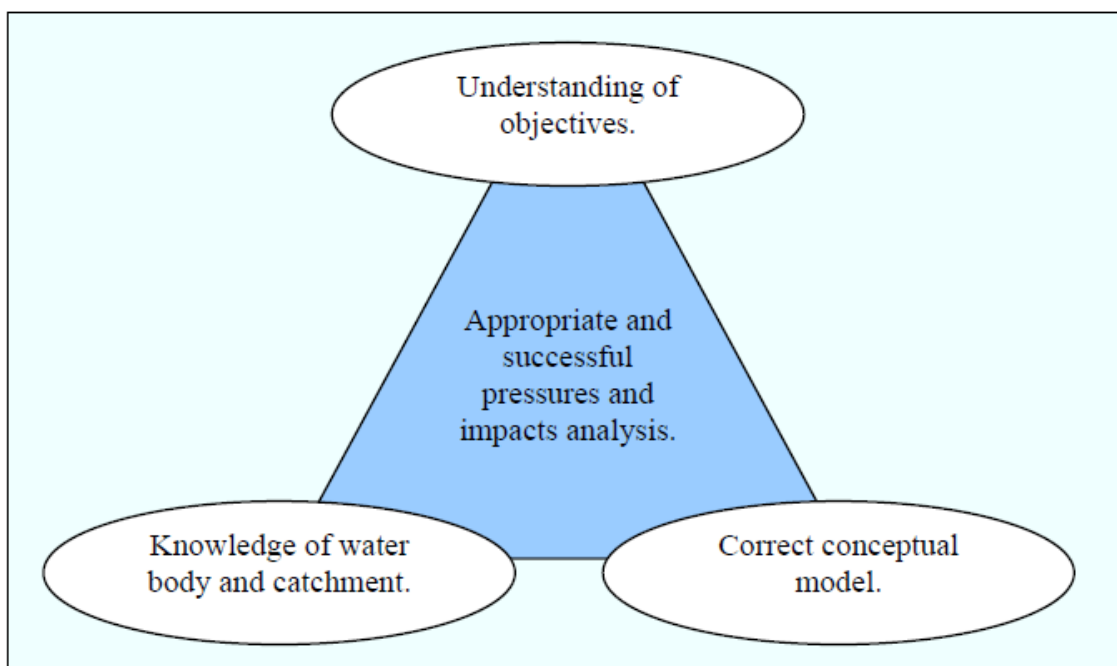 Understanding of
objectives.
Appropriate and
successful
pressures and
impacts analysis.
Knowledge of water
body and catchment.
Correct conceptual
model.